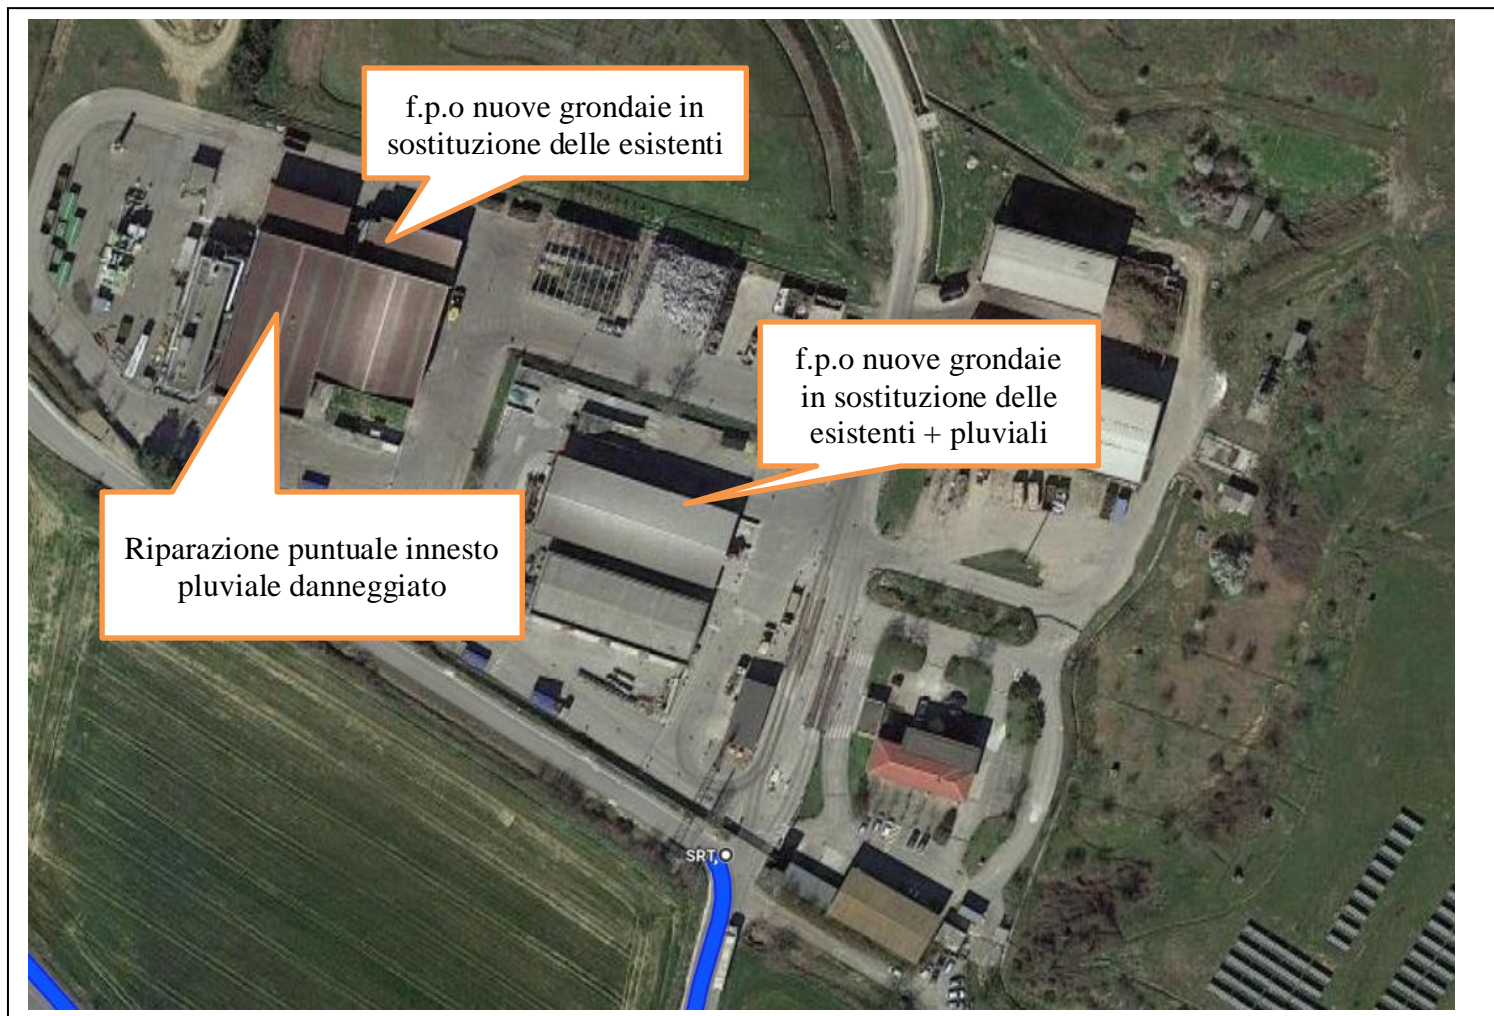 f.p.o nuove grondaie in
sostituzione delle esistenti
f.p.o nuove grondaie
in sostituzione delle
esistenti + pluviali
Riparazione puntuale innesto
pluviale danneggiato
SRT